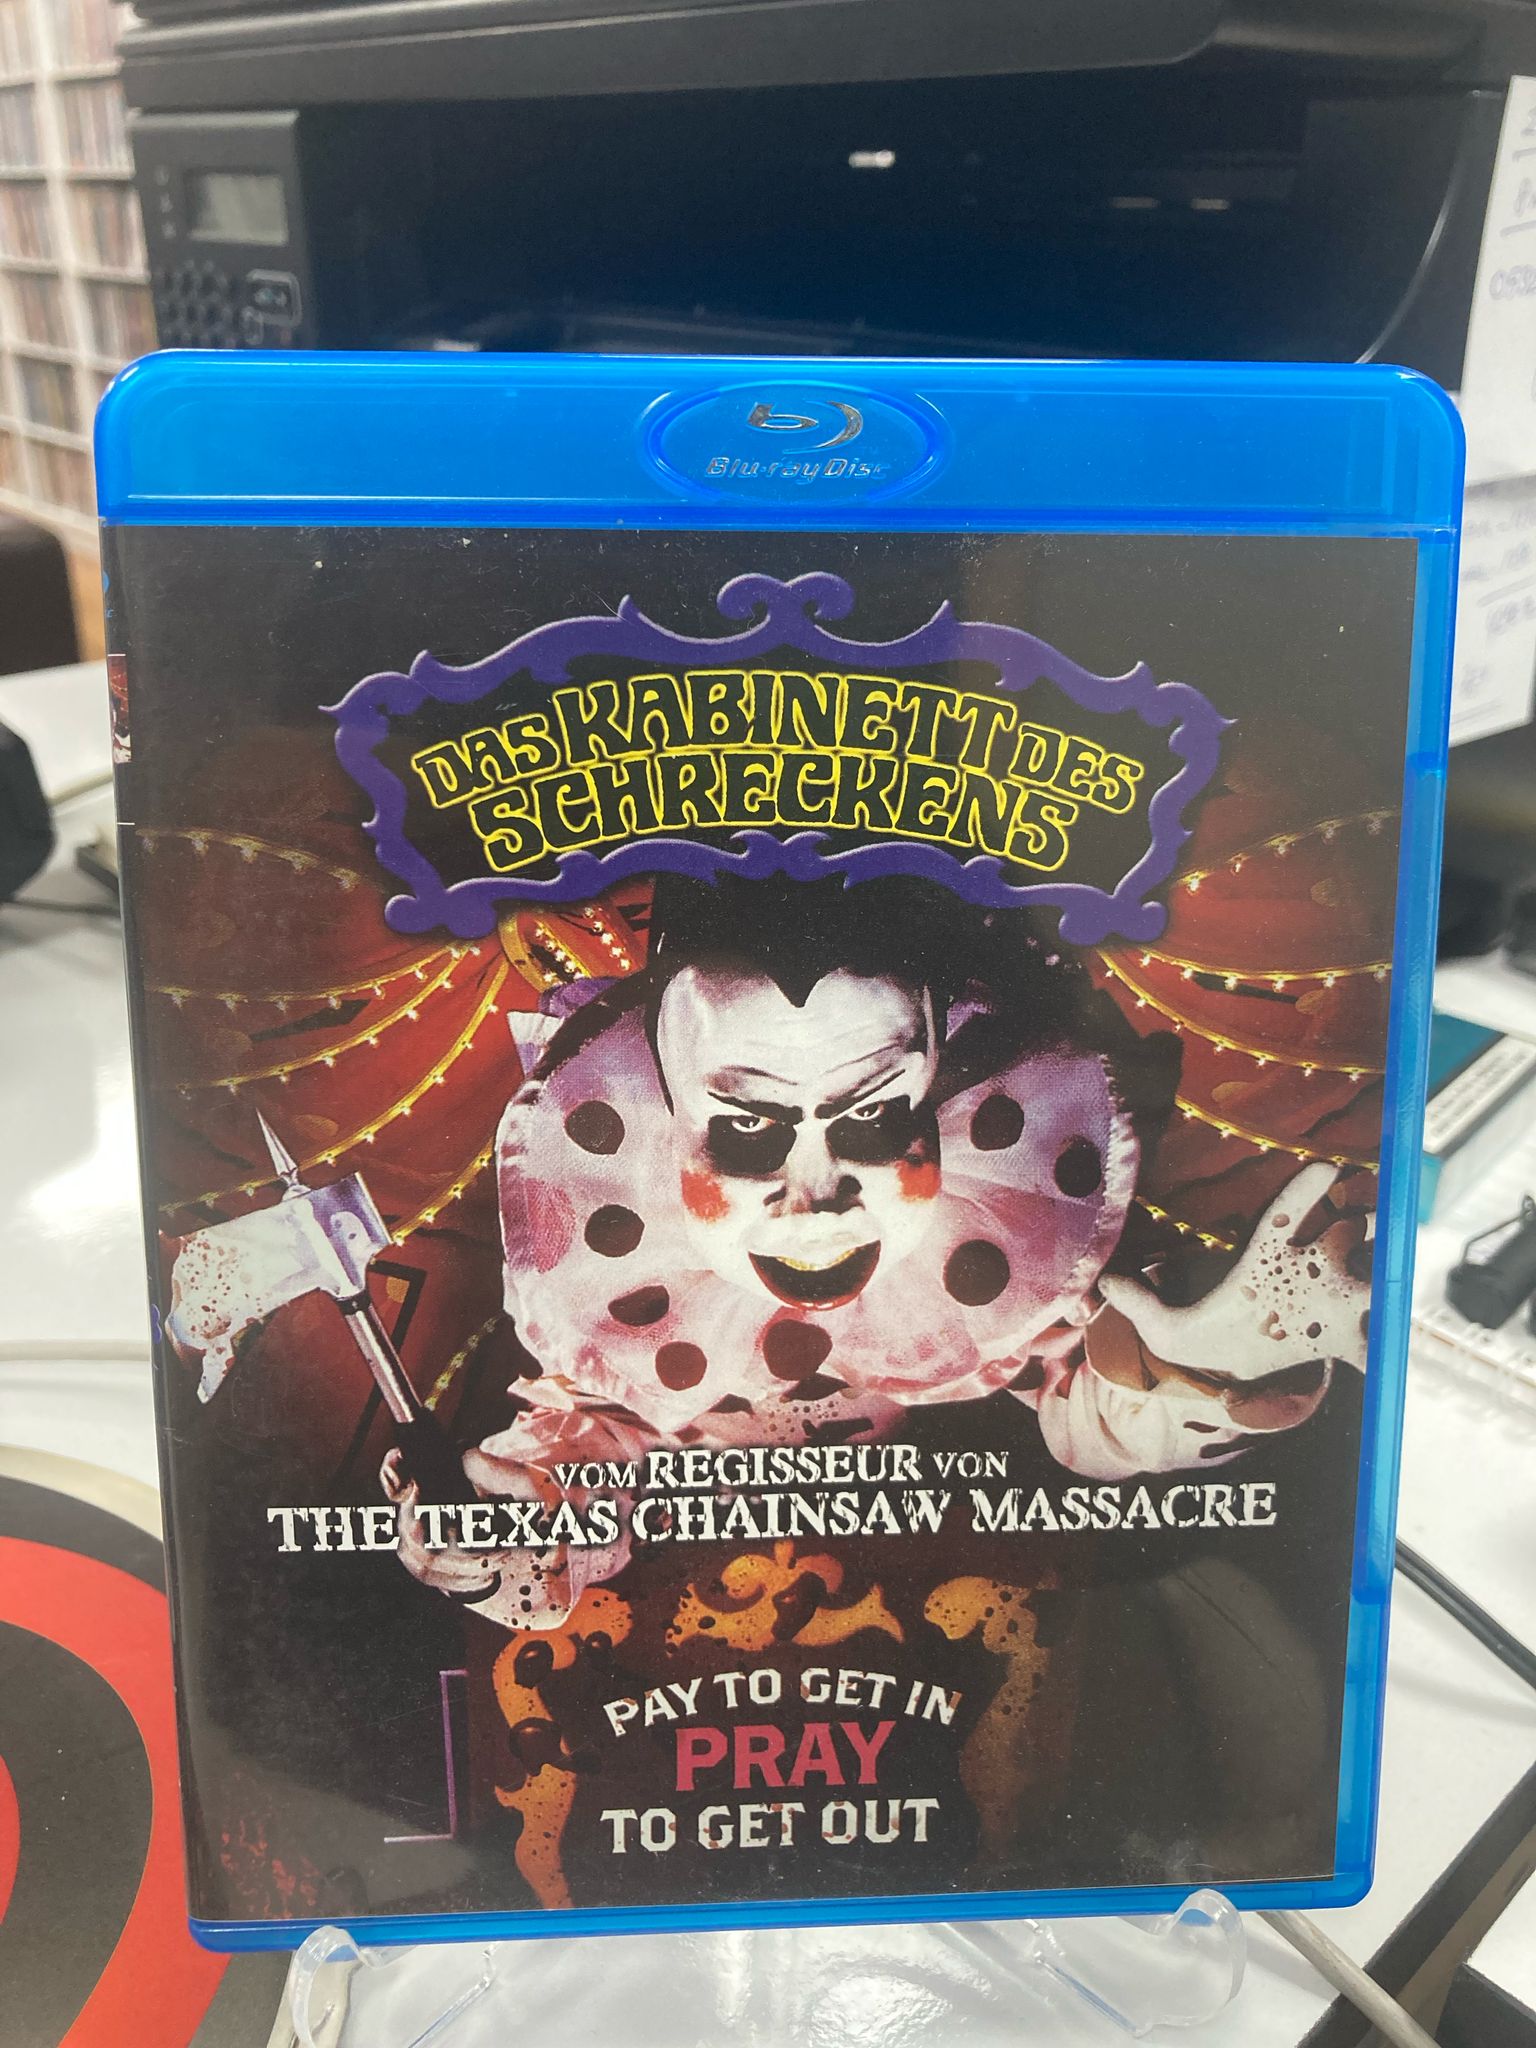 Blu-ray Disc
DAS KABINETT DES
SCHRECKENS
VOM REGISSEUR VON
THE TEXAS CHAINSAW MASSACRE
PAY TO GET IN
PRAY
TO GET OUT